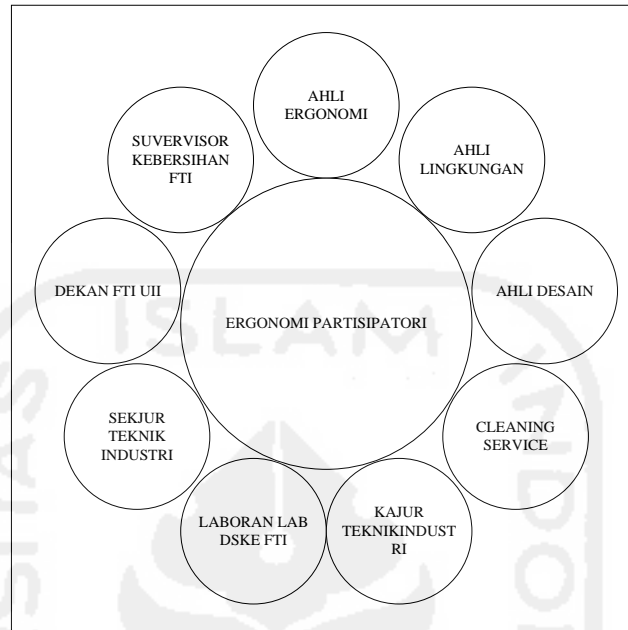 AHLI
ERGONOMI
SUVERVISOR
KEBERSIHAN
FTI
AHLI
LINGKUNGAN
DEKAN FTI UII
AHLI DESAIN
ERGONOMI PARTISIPATORI
SEKJUR
TEKNIK
INDUSTRI
CLEANING
SERVICE
LABORAN LAB
DSKE FTI
KAJUR
TEKNIKINDUST
RI
ISLAM